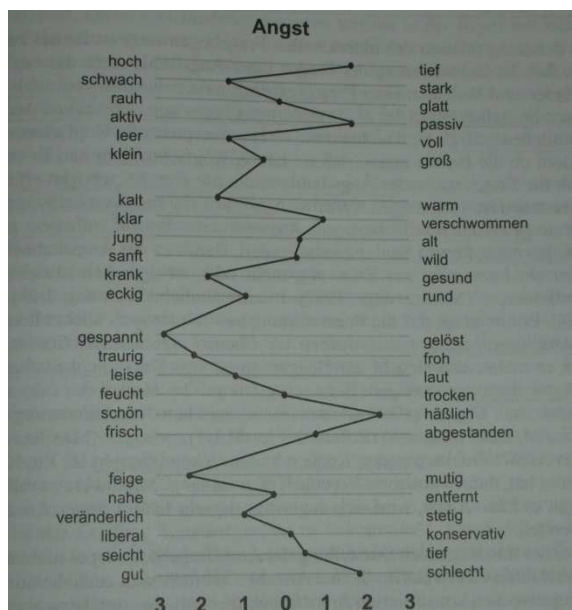 Angst
hoch tief
schwach stark
rauh glatt
aktiv passiv
leer voll
klein groß
kalt warm
klar verschwommen
jung alt
sanft wild
krank gesund
eckig rund
gespannt gelöst
traurig froh
leise laut
feucht trocken
schön häßlich
frisch abgestanden
feige mutig
nahe entfernt
veränderlich stetig
liberal konservativ
seicht tief
gut schlecht
3 2 1 0 1 2 3